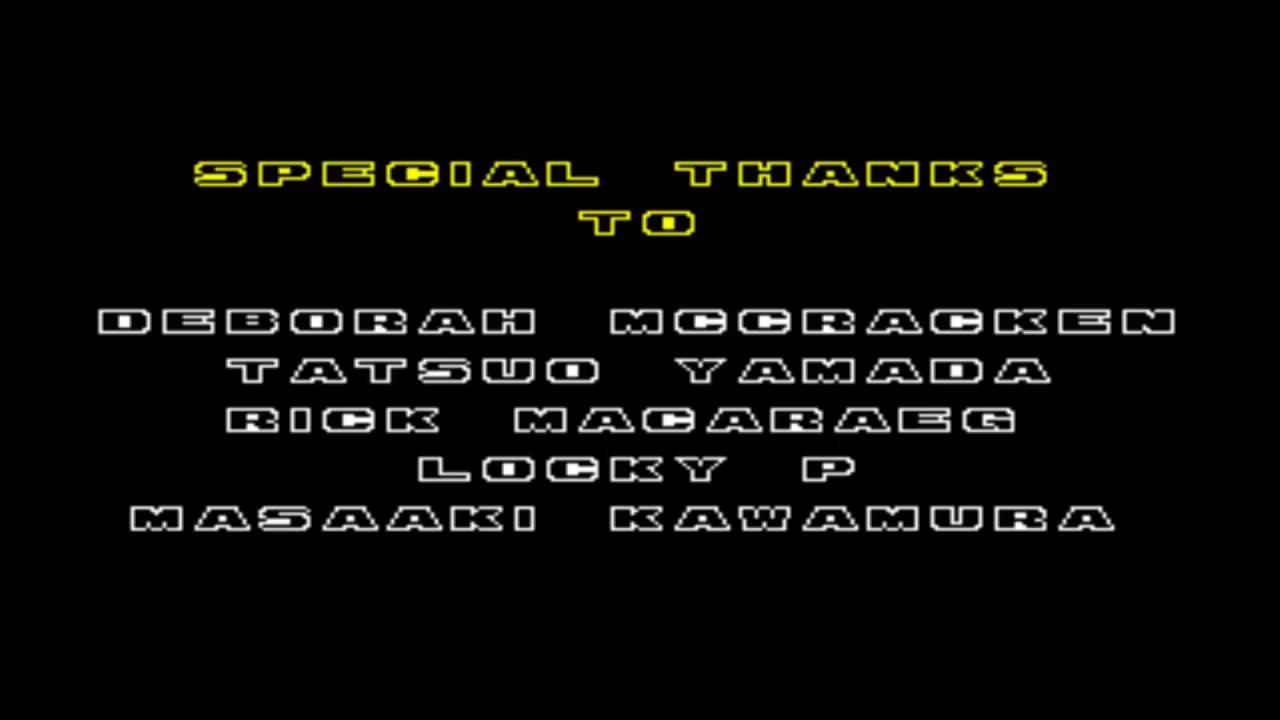 SPECIAL THANKS
TO
DEBORAH MCCRACKEN
TATSUO YAMADA
RICK MACARAEG
LOCKY P
MASAAKI KAWAMURA